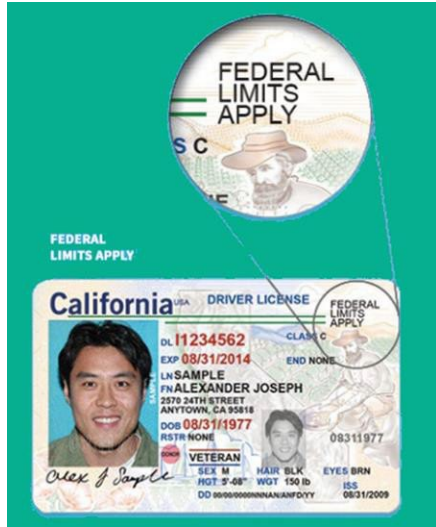 FEDERAL
LIMITS
APPLY
S C
FEDERAL
LIMITS APPLY
California USA DRIVER LICENSE
FEDERAL
LIMITS
APPLY
DL I1234562 CLASS C
EXP 08/31/2014 END NONE
LN SAMPLE
FN ALEXANDER JOSEPH
2570 24TH STREET
ANYTOWN, CA 95818
DOB 08/31/1977
RSTR NONE 08311977
DONOR
VETERAN
SEX M HAIR BLK EYES BRN
HGT 5'-08" WGT 150 lb ISS
DD 00/00/0000NNNAN/ANFD/YY 08/31/2009
Alex J Sample
SAMPLE